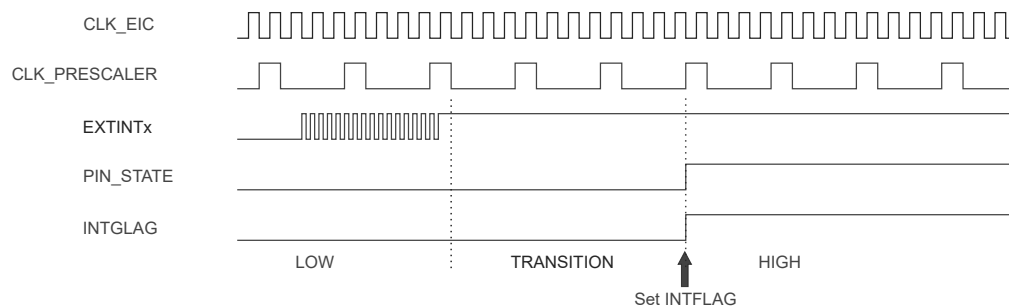 CLK_EIC
CLK_PRESCALER
EXTINTx
PIN_STATE
INTGLAG
LOW TRANSITION HIGH
Set INTFLAG